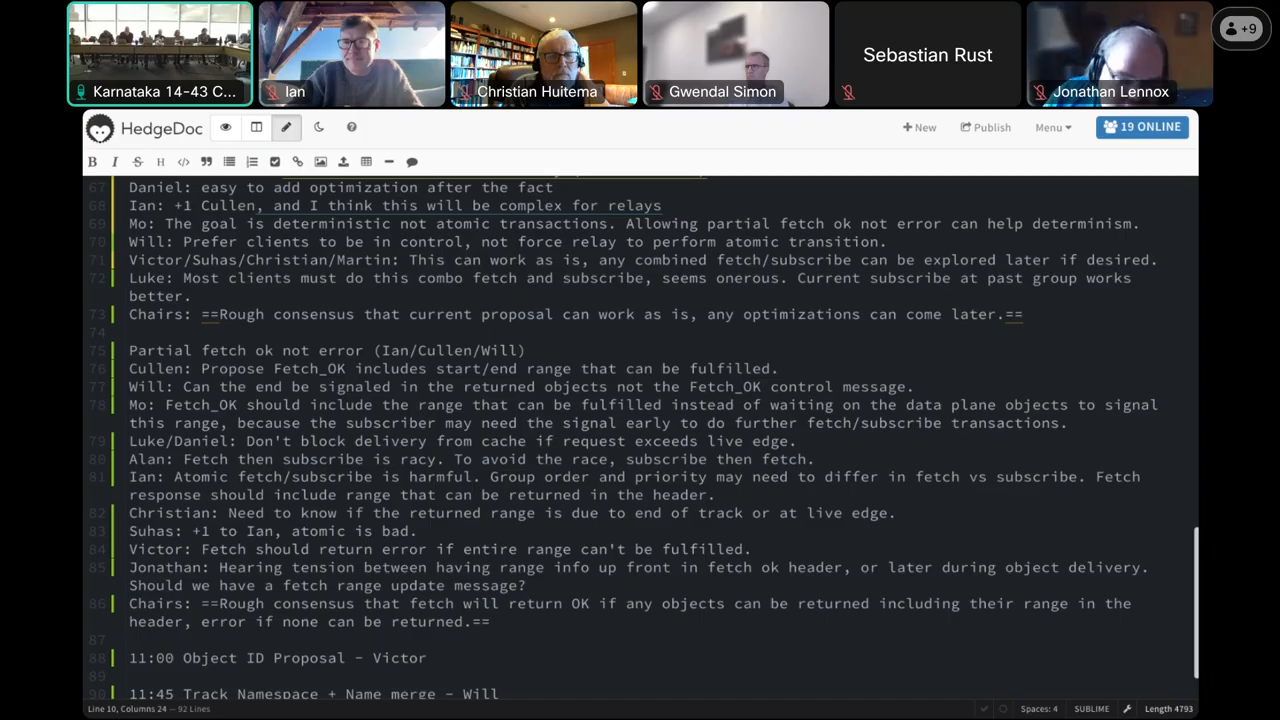 Karnataka 14-43 C...
Ian
Christian Huitema
Gwendal Simon
Sebastian Rust
Jonathan Lennox
+9
HedgeDoc
New
Publish
Menu
19 ONLINE
B I S H
67 Daniel: easy to add optimization after the fact
68 Ian: +1 Cullen, and I think this will be complex for relays
69 Mo: The goal is deterministic not atomic transactions. Allowing partial fetch ok not error can help determinism.
70 Will: Prefer clients to be in control, not force relay to perform atomic transition.
71 Victor/Suhas/Christian/Martin: This can work as is, any combined fetch/subscribe can be explored later if desired.
72 Luke: Most clients must do this combo fetch and subscribe, seems onerous. Current subscribe at past group works
better.
73 Chairs: ==Rough consensus that current proposal can work as is, any optimizations can come later.==
74
75 Partial fetch ok not error (Ian/Cullen/Will)
76 Cullen: Propose Fetch_OK includes start/end range that can be fulfilled.
77 Will: Can the end be signaled in the returned objects not the Fetch_OK control message.
78 Mo: Fetch_OK should include the range that can be fulfilled instead of waiting on the data plane objects to signal
this range, because the subscriber may need the signal early to do further fetch/subscribe transactions.
79 Luke/Daniel: Don't block delivery from cache if request exceeds live edge.
80 Alan: Fetch then subscribe is racy. To avoid the race, subscribe then fetch.
81 Ian: Atomic fetch/subscribe is harmful. Group order and priority may need to differ in fetch vs subscribe. Fetch
response should include range that can be returned in the header.
82 Christian: Need to know if the returned range is due to end of track or at live edge.
83 Suhas: +1 to Ian, atomic is bad.
84 Victor: Fetch should return error if entire range can't be fulfilled.
85 Jonathan: Hearing tension between having range info up front in fetch ok header, or later during object delivery.
Should we have a fetch range update message?
86 Chairs: ==Rough consensus that fetch will return OK if any objects can be returned including their range in the
header, error if none can be returned.==
87
88 11:00 Object ID Proposal - Victor
89
90 11:45 Track Namespace + Name merge - Will
Line 10, Columns 24 — 92 Lines
Spaces: 4
SUBLIME
Length 4793